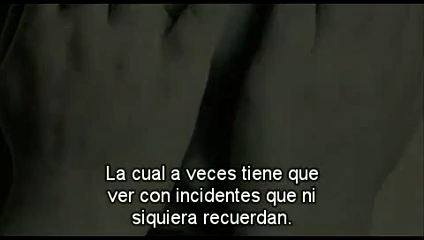 La cual a veces tiene que
ver con incidentes que ni
siquiera recuerdan.